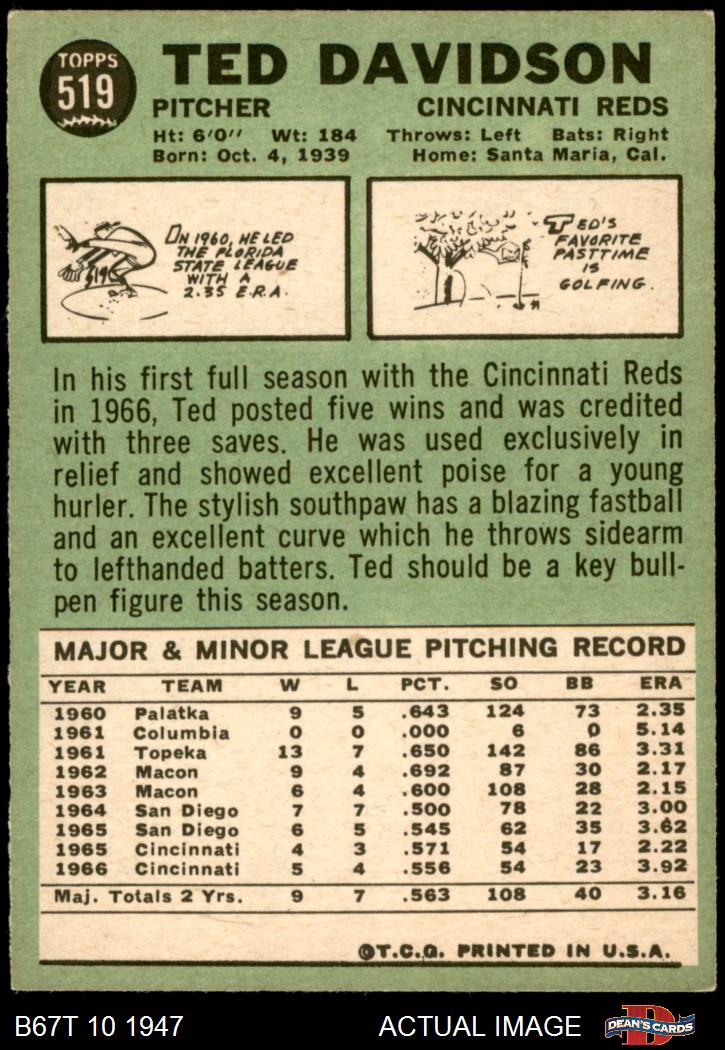 TOPPS
519
TED DAVIDSON
PITCHER CINCINNATI REDS
Ht: 6'0" Wt: 184 Throws: Left Bats: Right
Born: Oct. 4, 1939 Home: Santa Maria, Cal.
ON 1960, HE LED
THE FLORIDA
STATE LEAGUE
WITH A
2.35 E.R.A.
519
TED'S
FAVORITE
PASTTIME
IS
GOLFING.
In his first full season with the Cincinnati Reds
in 1966, Ted posted five wins and was credited
with three saves. He was used exclusively in
relief and showed excellent poise for a young
hurler. The stylish southpaw has a blazing fastball
and an excellent curve which he throws sidearm
to lefthanded batters. Ted should be a key bull-
pen figure this season.
MAJOR & MINOR LEAGUE PITCHING RECORD
YEAR TEAM W L PCT. SO BB ERA
1960 Palatka 9 5 .643 124 73 2.35
1961 Columbia 0 0 .000 6 0 5.14
1961 Topeka 13 7 .650 142 86 3.31
1962 Macon 9 4 .692 87 30 2.17
1963 Macon 6 4 .600 108 28 2.15
1964 San Diego 7 7 .500 78 22 3.00
1965 San Diego 6 5 .545 62 35 3.62
1965 Cincinnati 4 3 .571 54 17 2.22
1966 Cincinnati 5 4 .556 54 23 3.92
Maj. Totals 2 Yrs. 9 7 .563 108 40 3.16
©T.C.G. PRINTED IN U.S.A.
B67T 10 1947 ACTUAL IMAGE
D
DEAN'S CARDS